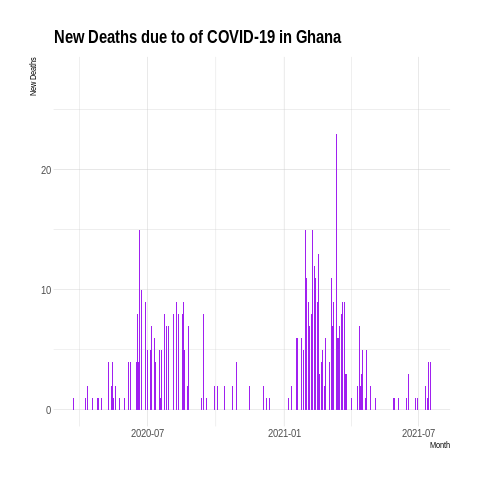 New Deaths due to of COVID-19 in Ghana
New Deaths
20
10
0
2020-07
2021-01
2021-07
Month